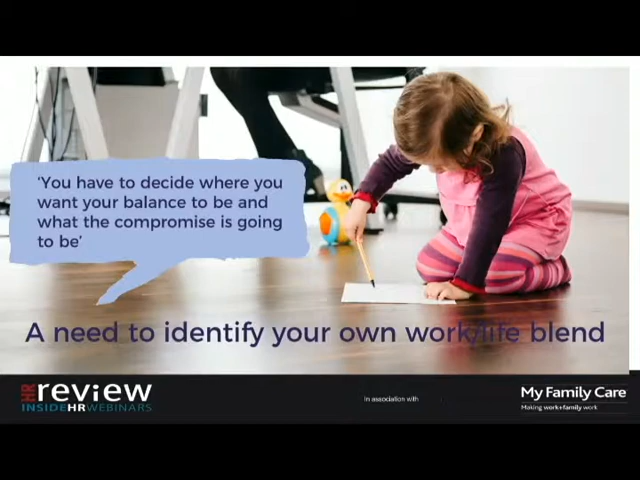 ‘You have to decide where you
want your balance to be and
what the compromise is going
to be’
A need to identify your own work/life blend
HR review
INSIDEHRWEBINARS
In association with
My Family Care
Making work+family work